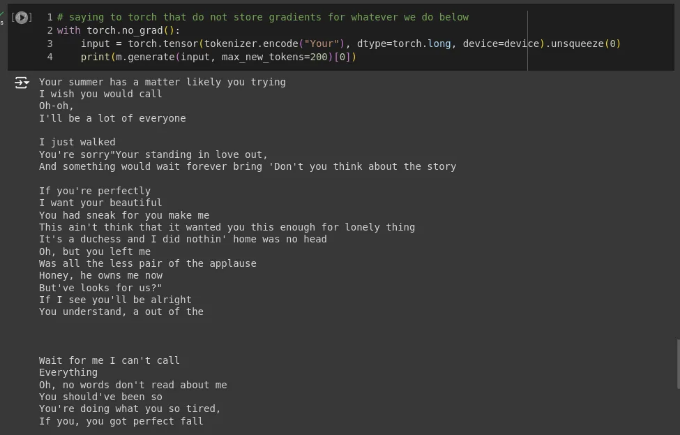 [ ]
1 # saying to torch that do not store gradients for whatever we do below
2 with torch.no_grad():
3 input = torch.tensor(tokenizer.encode("Your"), dtype=torch.long, device=device).unsqueeze(0)
4 print(m.generate(input, max_new_tokens=200)[0])
Your summer has a matter likely you trying
I wish you would call
Oh-oh,
I'll be a lot of everyone
I just walked
You're sorry"Your standing in love out,
And something would wait forever bring 'Don't you think about the story
If you're perfectly
I want your beautiful
You had sneak for you make me
This ain't think that it wanted you this enough for lonely thing
It's a duchess and I did nothin' home was no head
Oh, but you left me
Was all the less pair of the applause
Honey, he owns me now
But've looks for us?"
If I see you'll be alright
You understand, a out of the
Wait for me I can't call
Everything
Oh, no words don't read about me
You should've been so
You're doing what you so tired,
If you, you got perfect fall